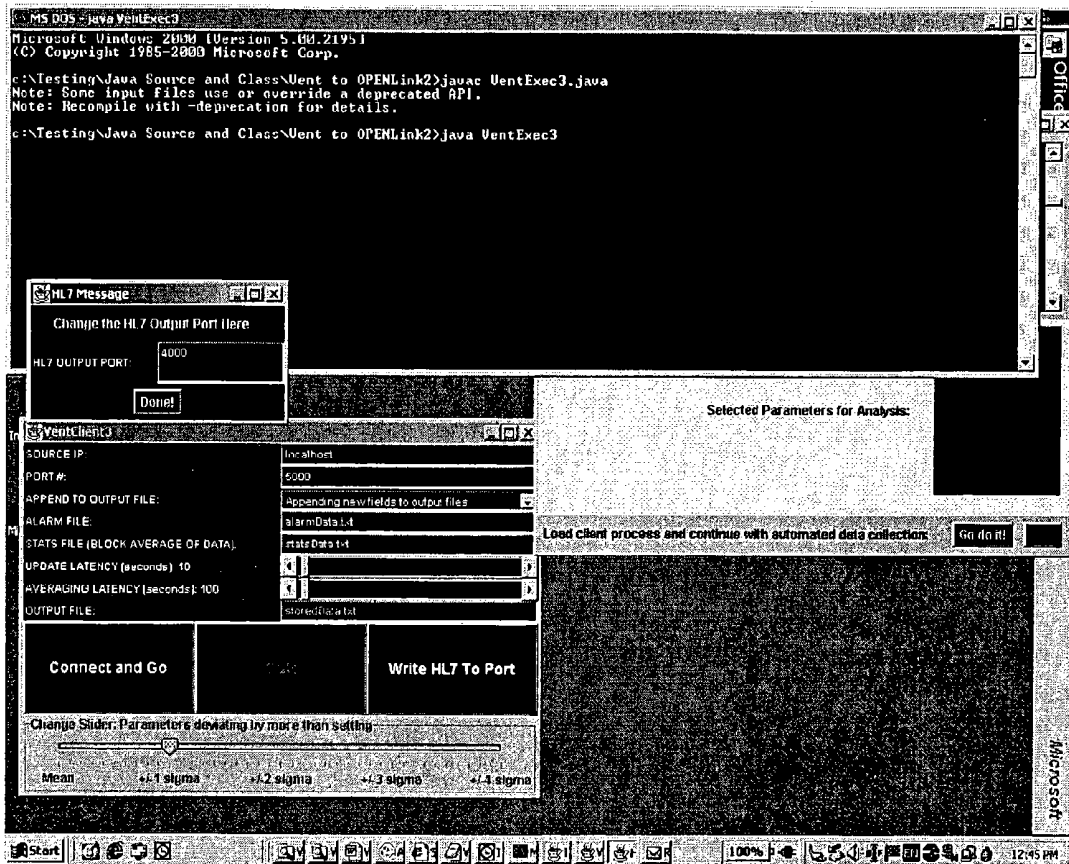 MS DOS - java VentExec3
Microsoft Windows 2000 [Version 5.00.2195]
(C) Copyright 1985-2000 Microsoft Corp.
c:\Testing\Java Source and Class\Vent to OPENLink2>javac VentExec3.java
Note: Some input files use or override a deprecated API.
Note: Recompile with -deprecation for details.
c:\Testing\Java Source and Class\Vent to OPENLink2>java VentExec3
Office
HL7 Message
Change the HL7 Output Port Here
HL7 OUTPUT PORT:
4000
Done!
Selected Parameters for Analysis:
VentClient3
SOURCE IP:
localhost
PORT #:
5000
APPEND TO OUTPUT FILE:
Appending new fields to output files
ALARM FILE:
alarmData.txt
STATS FILE (BLOCK AVERAGE OF DATA):
statsData.txt
UPDATE LATENCY (seconds): 10
AVERAGING LATENCY (seconds): 100
OUTPUT FILE:
storedData.txt
Load client process and continue with automated data collection:
Go do it!
Connect and Go
Write HL7 To Port
Change Slider: Parameters deviating by more than setting
Mean
+/-1 sigma
+/-2 sigma
+/-3 sigma
+/-4 sigma
Microsoft
Start
100%
12:45 PM